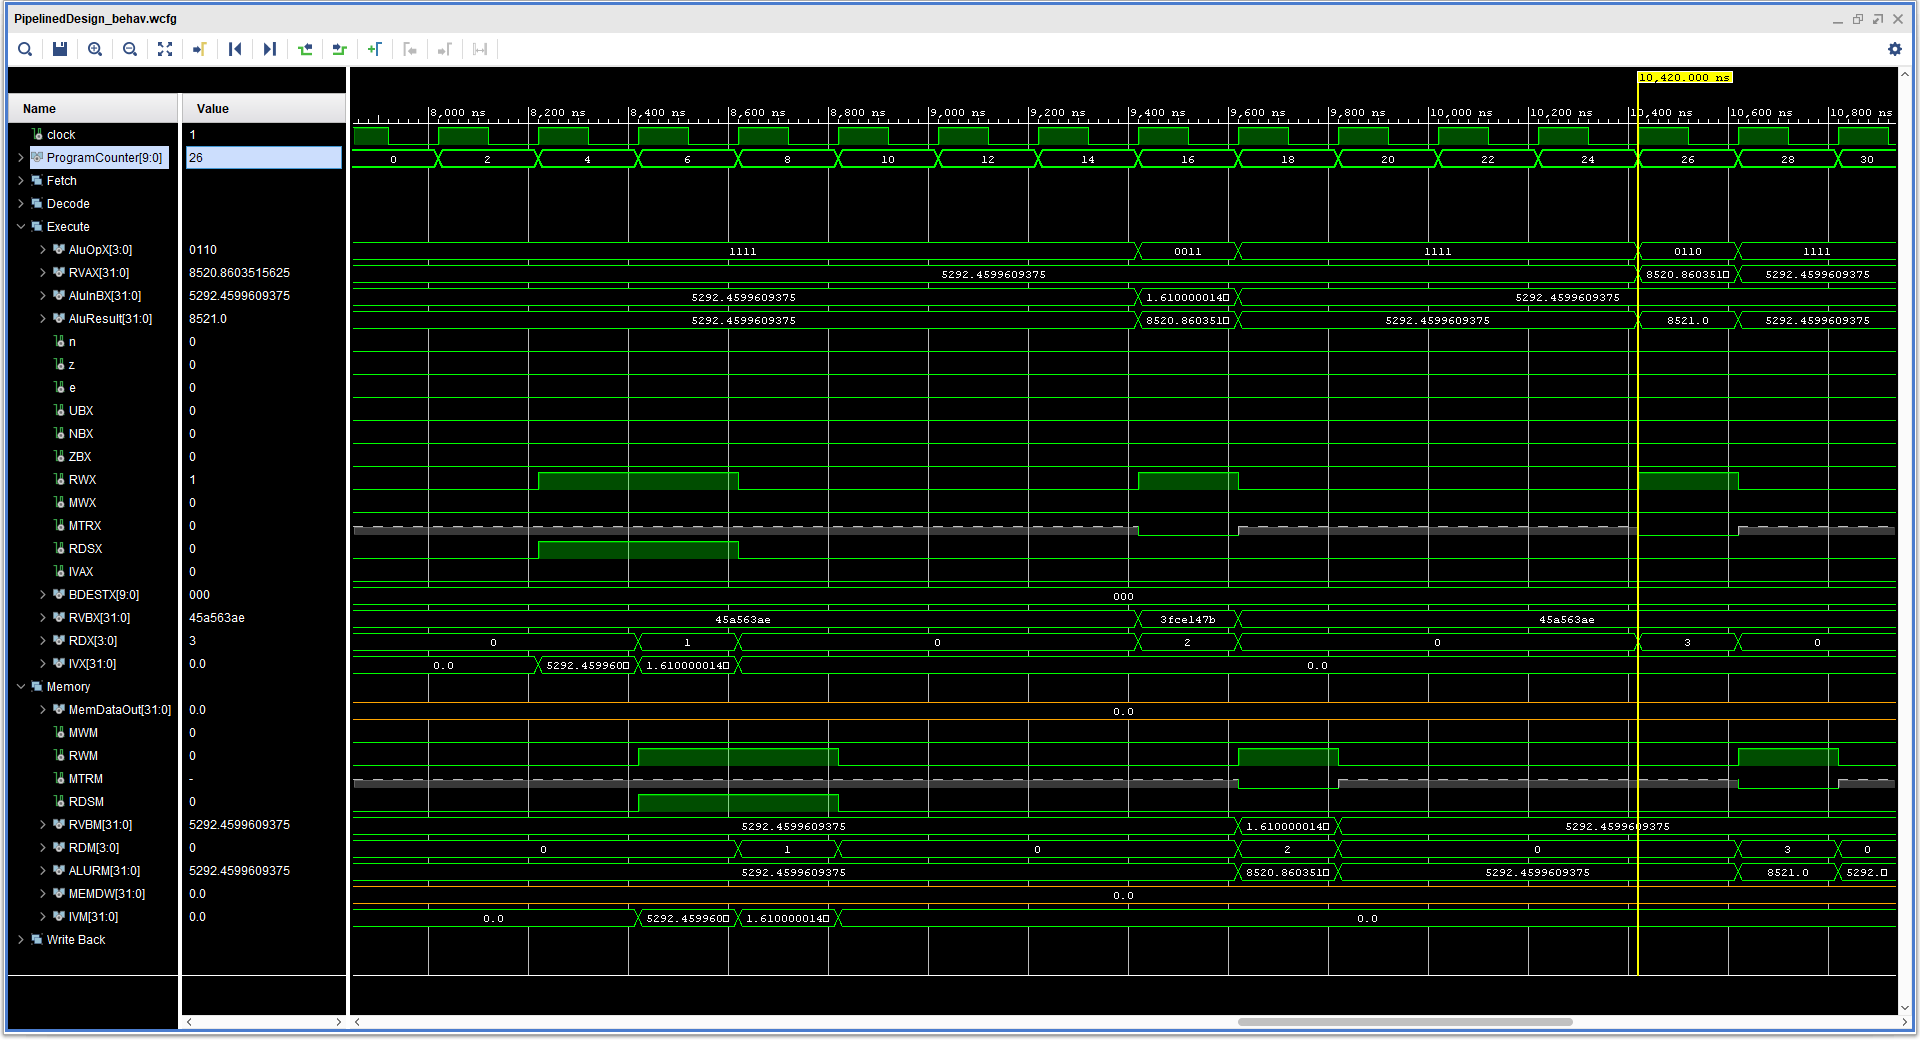 PipelinedDesign_behav.wcfg
10,420.000 ns
Name Value
8,000 ns 8,200 ns 8,400 ns 8,600 ns 8,800 ns 9,000 ns 9,200 ns 9,400 ns 9,600 ns 9,800 ns 10,000 ns 10,200 ns 10,400 ns 10,600 ns 10,800 ns
clock 1
ProgramCounter[9:0] 26 0 2 4 6 8 10 12 14 16 18 20 22 24 26 28 30
Fetch
Decode
Execute
AluOpX[3:0] 0110 1111 0011 1111 0110 1111
RVAX[31:0] 8520.8603515625 5292.4599609375 8520.860351 5292.4599609375
AluInBX[31:0] 5292.4599609375 5292.4599609375 1.610000014 5292.4599609375
AluResult[31:0] 8521.0 5292.4599609375 8520.860351 5292.4599609375 8521.0 5292.4599609375
n 0
z 0
e 0
UBX 0
NBX 0
ZBX 0
RWX 1
MWX 0
MTRX 0
RDSX 0
IVAX 0
BDESTX[9:0] 000 000
RVBX[31:0] 45a563ae 45a563ae 3fce147b 45a563ae
RDX[3:0] 3 0 1 0 2 0 3 0
IVX[31:0] 0.0 0.0 5292.459960 1.610000014 0.0
Memory
MemDataOut[31:0] 0.0 0.0
MWM 0
RWM 0
MTRM -
RDSM 0
RVBM[31:0] 5292.4599609375 5292.4599609375 1.610000014 5292.4599609375
RDM[3:0] 0 0 1 0 2 0 3 0
ALURM[31:0] 5292.4599609375 5292.4599609375 8520.860351 5292.4599609375 8521.0 5292.
MEMDW[31:0] 0.0 0.0
IVM[31:0] 0.0 0.0 5292.459960 1.610000014 0.0
Write Back